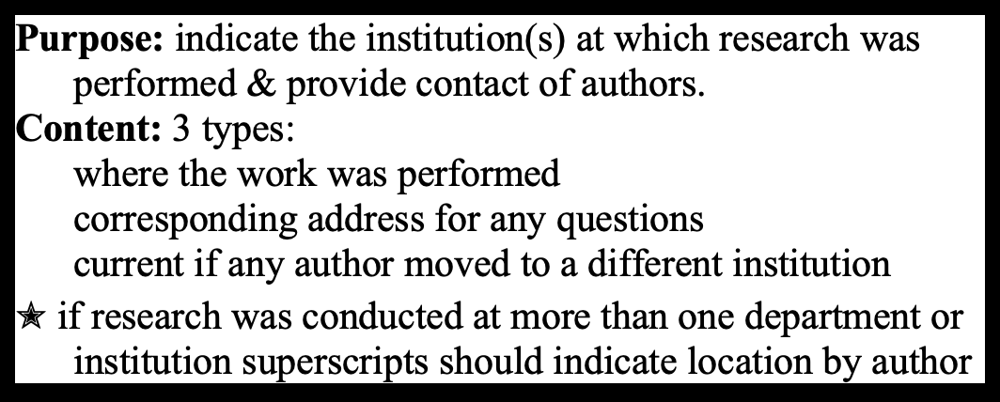 Purpose: indicate the institution(s) at which research was
performed & provide contact of authors.
Content: 3 types:
where the work was performed
corresponding address for any questions
current if any author moved to a different institution
✭ if research was conducted at more than one department or
institution superscripts should indicate location by author